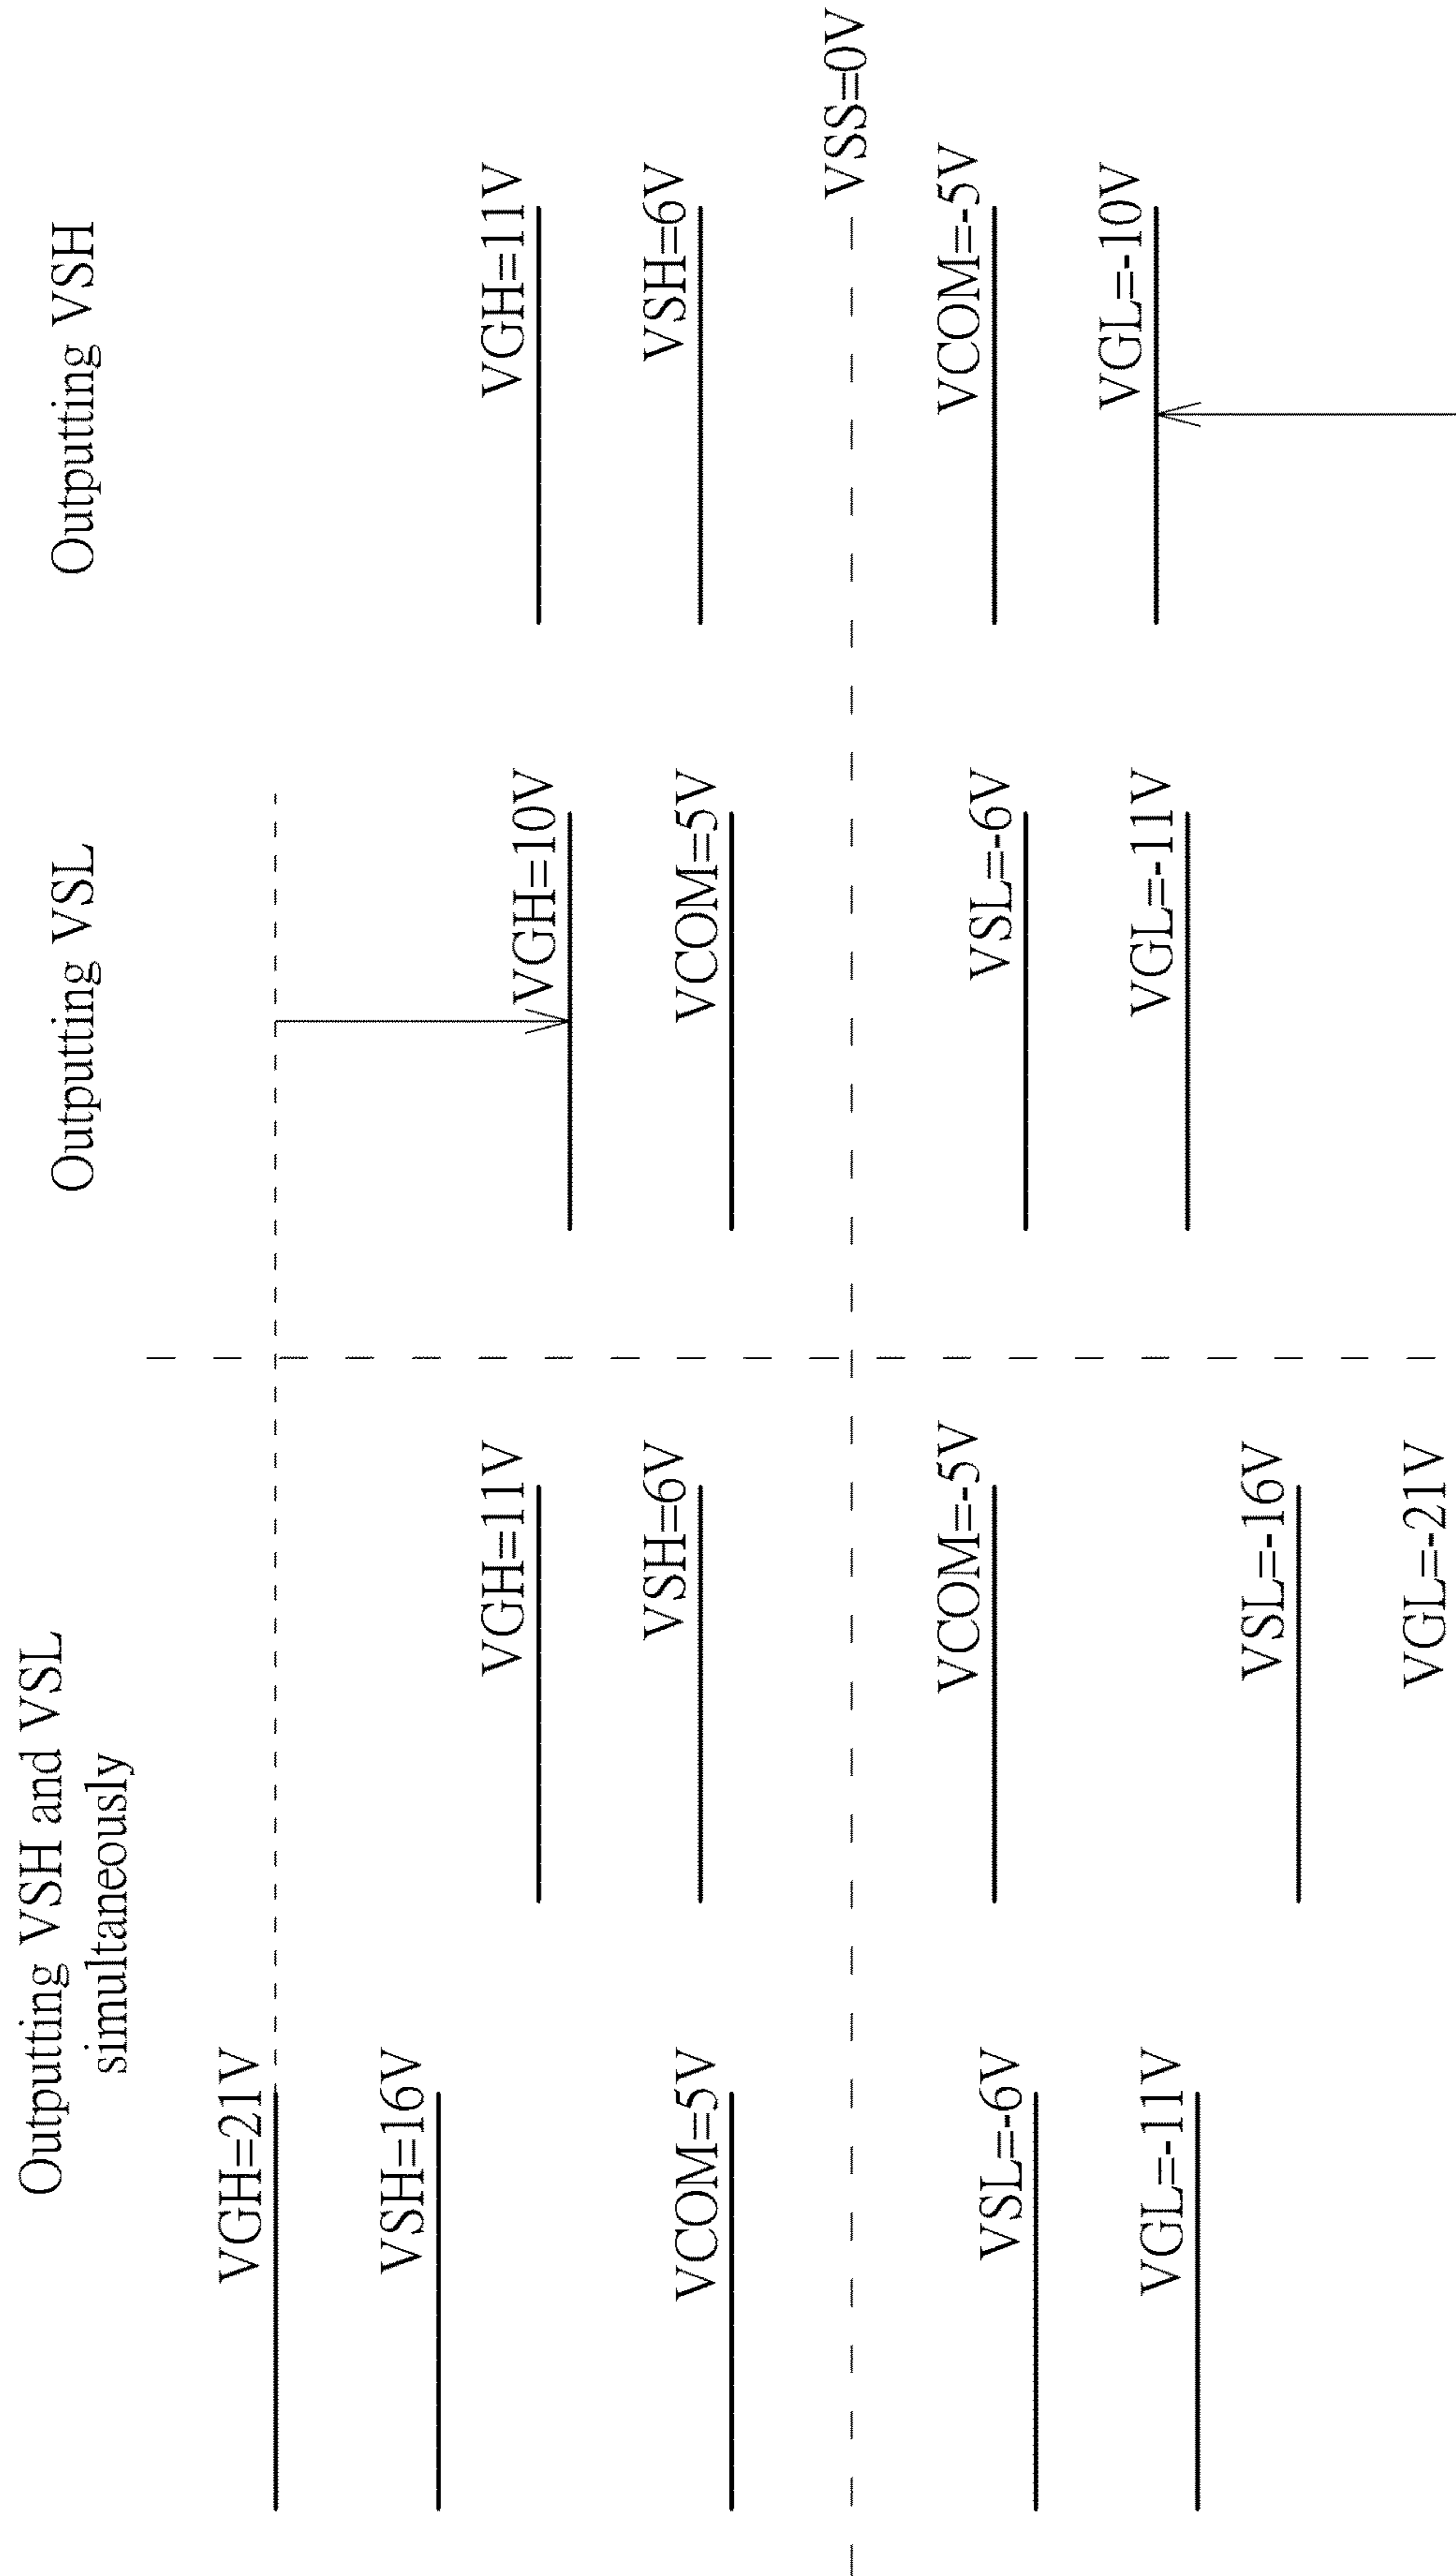 Outputting VSH and VSL
simultaneously
VGH=21V
VSH=16V
VCOM=5V
VSL=-6V
VGL=-11V
VGH=11V
VSH=6V
VCOM=-5V
VSL=-16V
VGL=-21V
Outputting VSL
VGH=10V
VCOM=5V
VSL=-6V
VGL=-11V
Outputting VSH
VGH=11V
VSH=6V
VSS=0V
VCOM=-5V
VGL=-10V